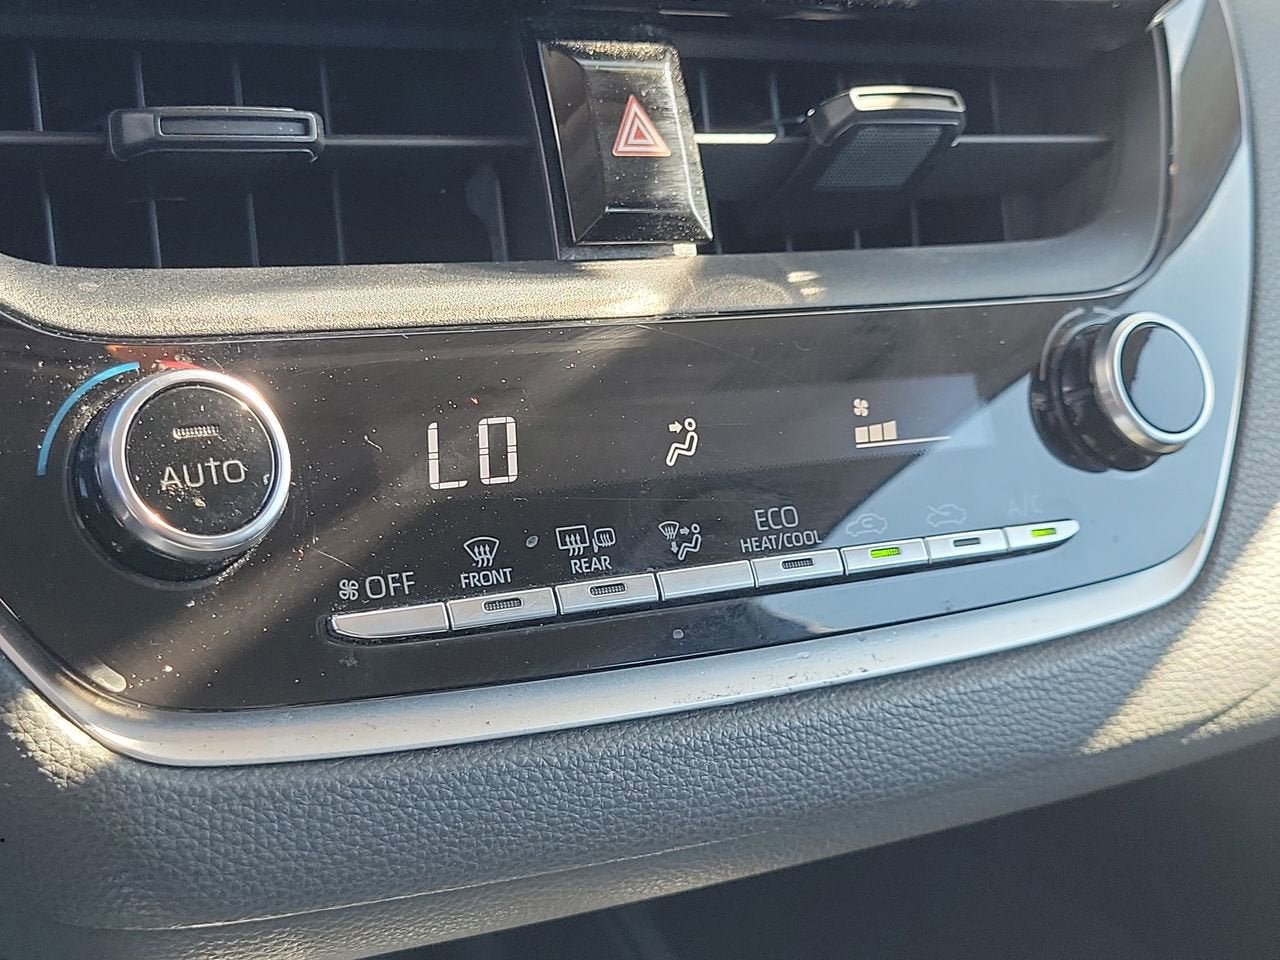 AUTO
LO
OFF
FRONT
REAR
ECO
HEAT/COOL
A/C